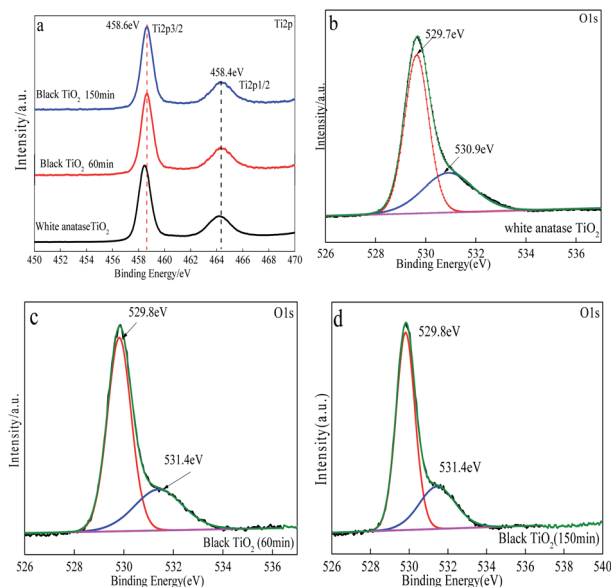 a
458.6eV
Ti2p3/2
Ti2p
458.4eV
Ti2p1/2
Black TiO2 150min
Black TiO2 60min
White anataseTiO2
Intensity/a.u.
450 452 454 456 458 460 462 464 466 468 470
Binding Energy/eV
b
O1s
529.7eV
530.9eV
white anatase TiO2
Intensity/a.u.
526 528 530 532 534 536
Binding Energy(eV)
c
O1s
529.8eV
531.4eV
Black TiO2(60min)
Intensity/a.u.
526 528 530 532 534 536
Binding Energy(eV)
d
O1s
529.8eV
531.4eV
Black TiO2(150min)
Intensity(a.u.)
526 528 530 532 534 536 538 540
Binding Energy(eV)